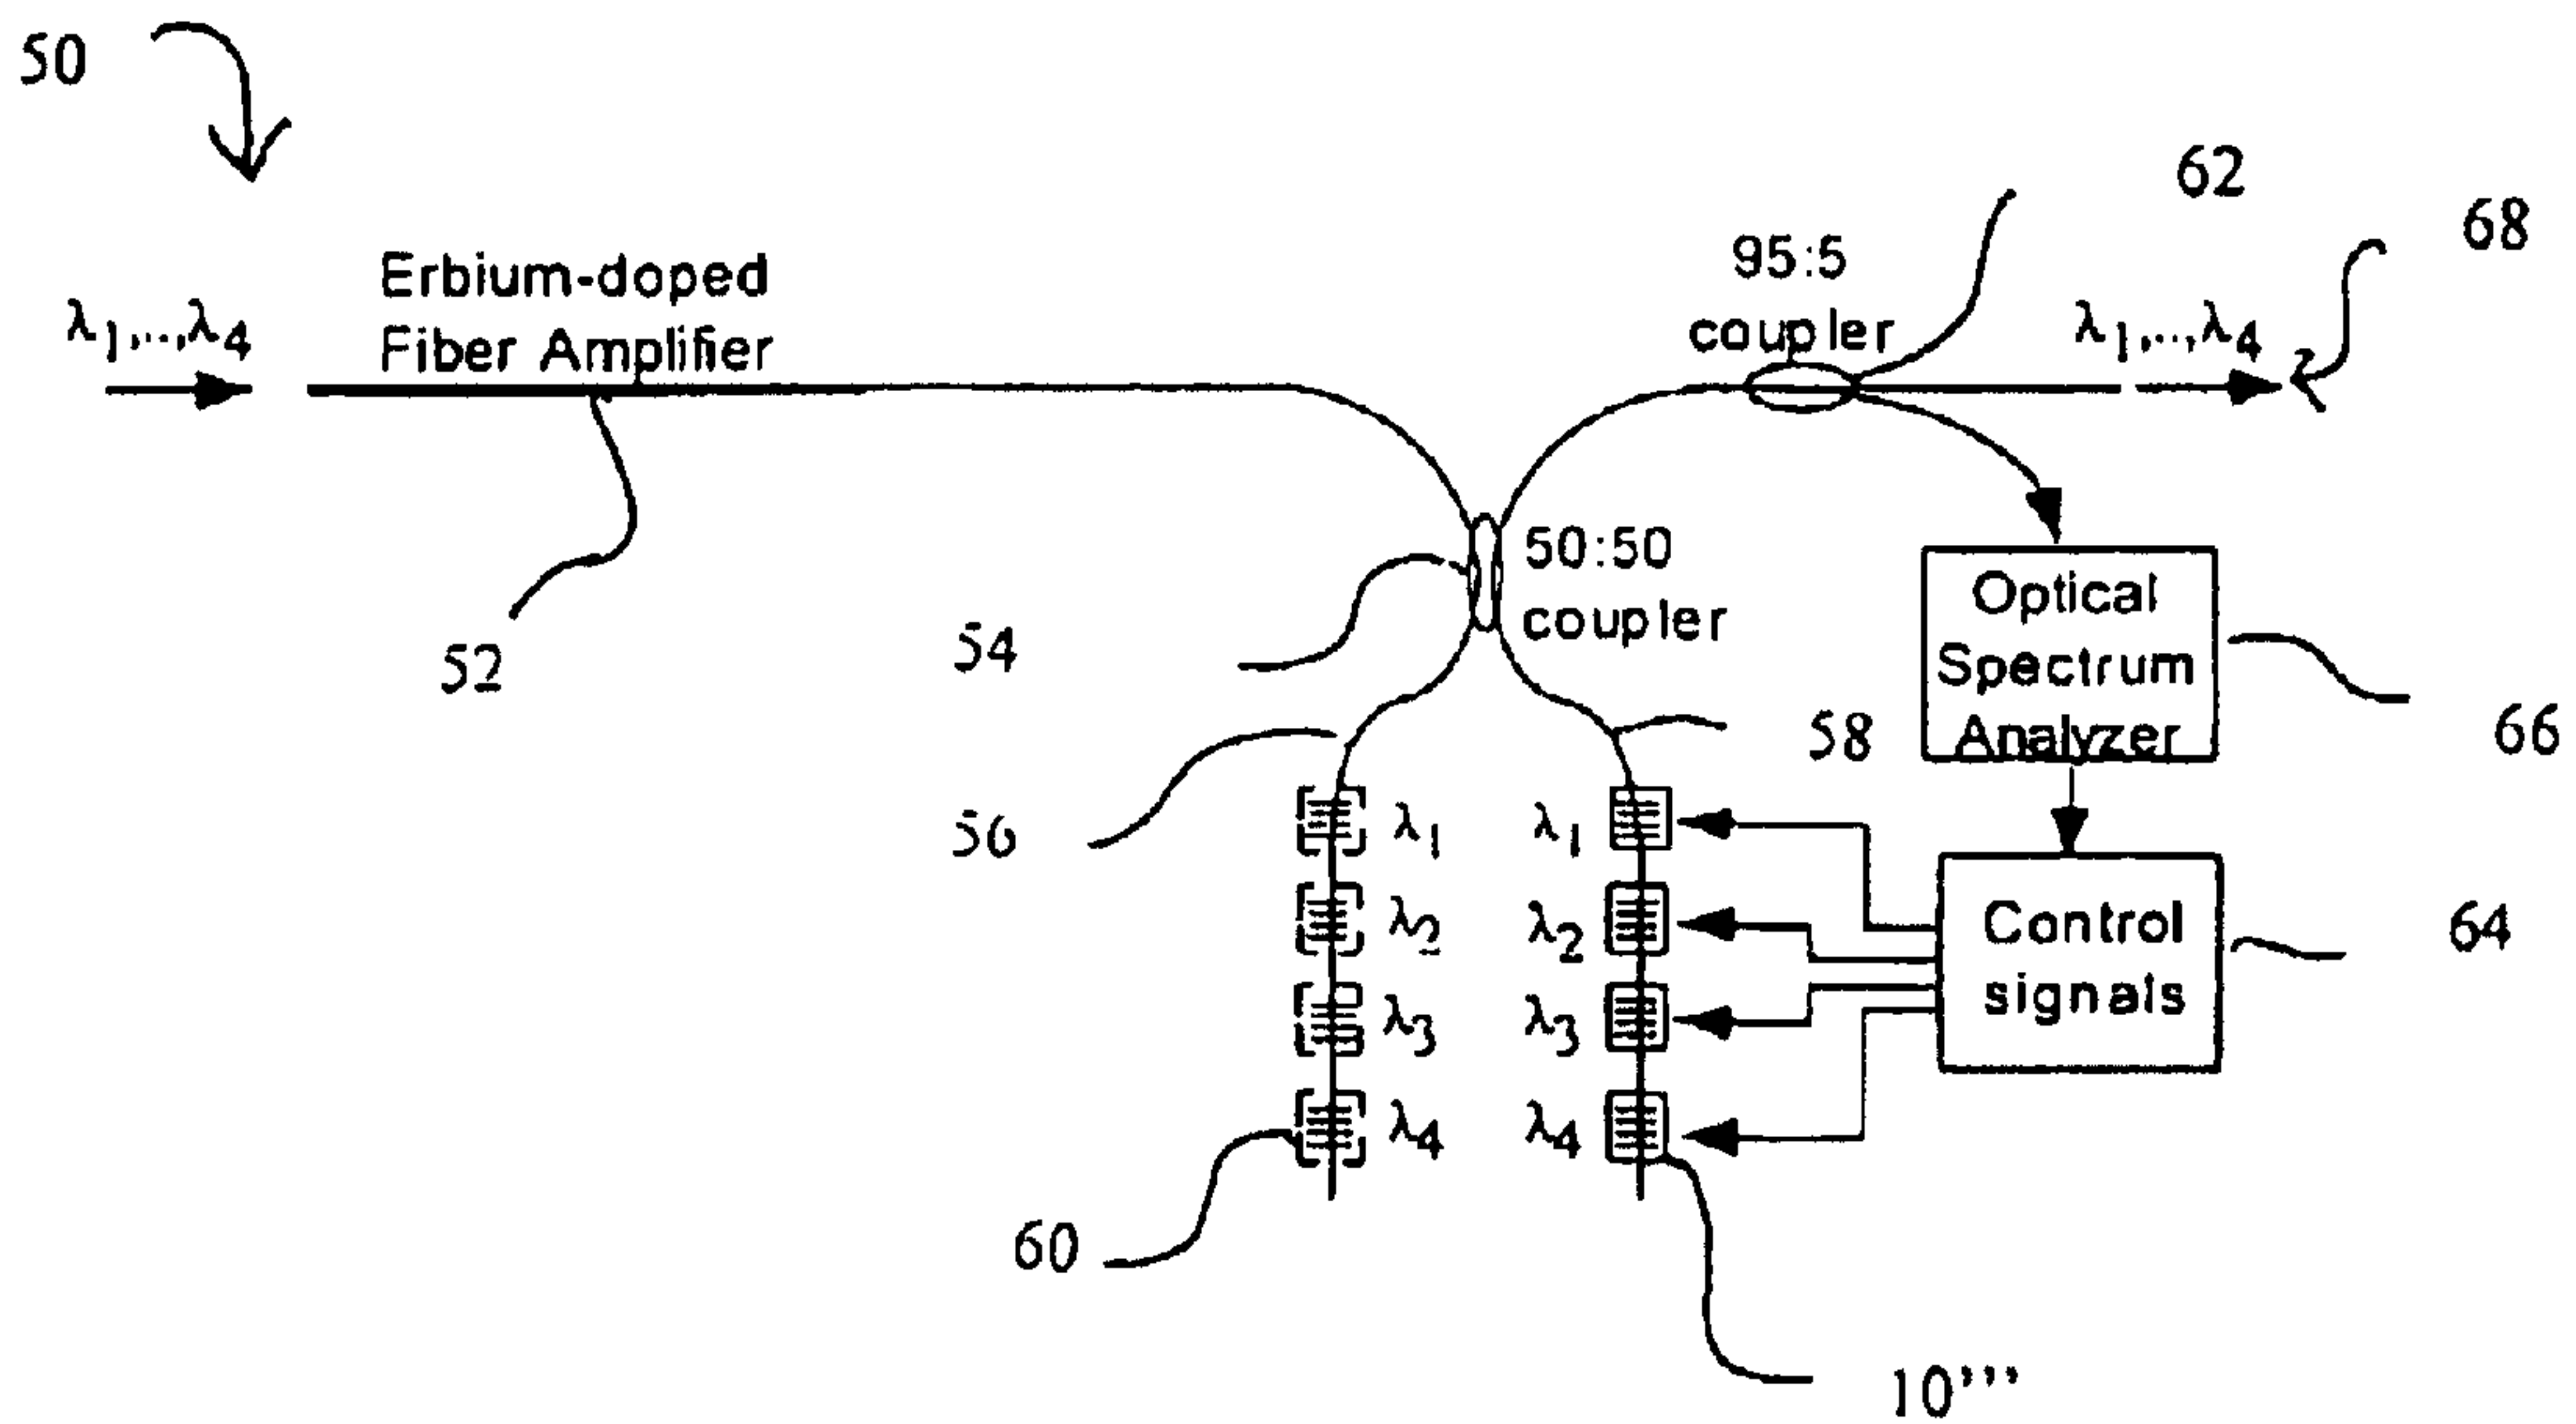 50
62
68
95:5
coupler
Erbium-doped
Fiber Amplifier
λ1,..,λ4
λ1,..,λ4
52
54
50:50
coupler
Optical
Spectrum
Analyzer
66
56
58
λ1
λ1
λ2
λ2
λ3
λ3
λ4
λ4
Control
signals
64
60
10'''